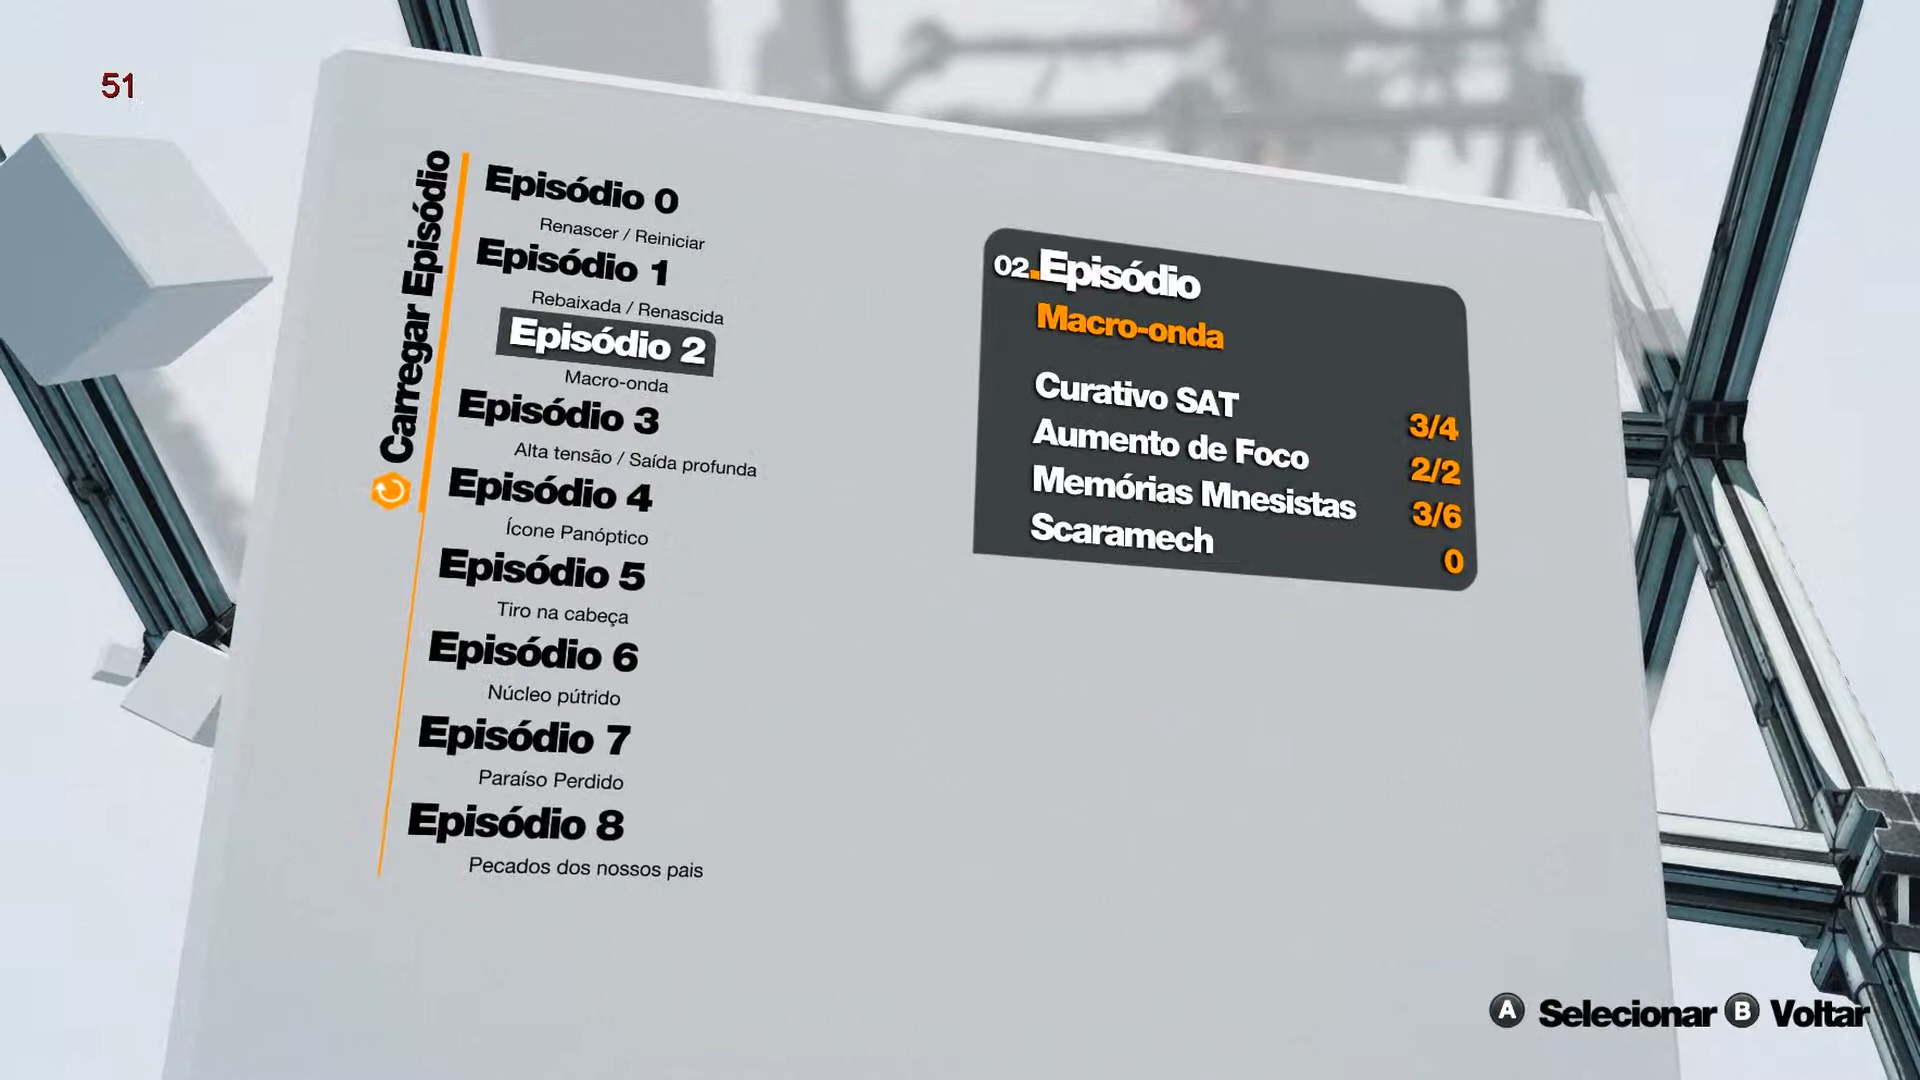 51
Carregar Episódio
Episódio 0
Renascer / Reiniciar
Episódio 1
Rebaixada / Renascida
Episódio 2
Macro-onda
Episódio 3
Alta tensão / Saída profunda
Episódio 4
Ícone Panóptico
Episódio 5
Tiro na cabeça
Episódio 6
Núcleo pútrido
Episódio 7
Paraíso Perdido
Episódio 8
Pecados dos nossos pais
02.Episódio
Macro-onda
Curativo SAT 3/4
Aumento de Foco 2/2
Memórias Mnesistas 3/6
Scaramech 0
A Selecionar B Voltar